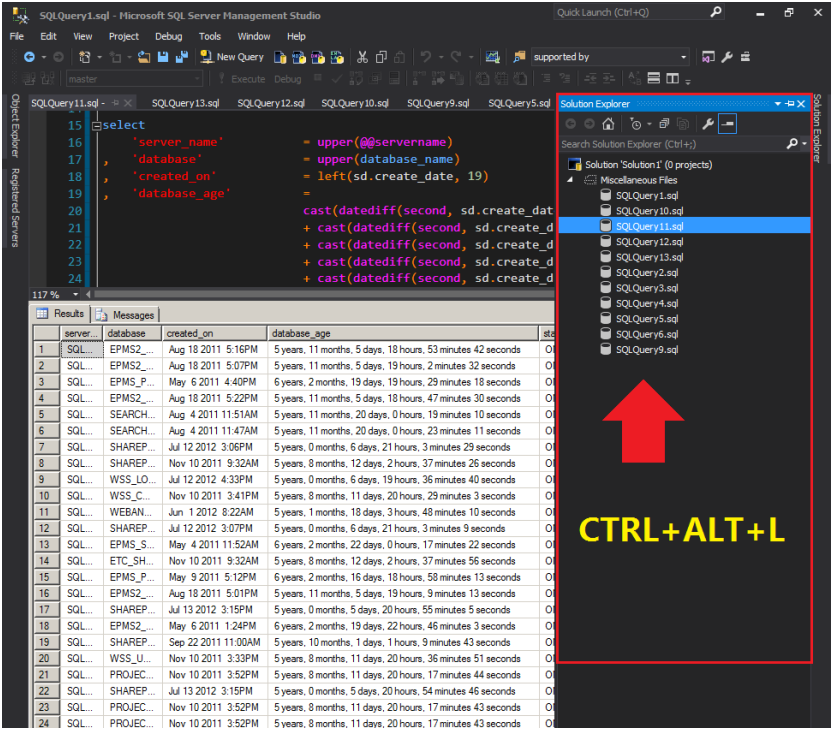 SQLQuery1.sql - Microsoft SQL Server Management Studio
Quick Launch (Ctrl+Q)
File Edit View Project Debug Tools Window Help
New Query
supported by
master
Execute Debug
SQLQuery11.sql - SQLQuery13.sql SQLQuery12.sql SQLQuery10.sql SQLQuery9.sql SQLQuery5.sql
Object Explorer
Registered Servers
15 select
16 'server_name' = upper(@@servername)
17 , 'database' = upper(database_name)
18 , 'created_on' = left(sd.create_date, 19)
19 , 'database_age' =
20 cast(datediff(second, sd.create_dat
21 + cast(datediff(second, sd.create_d
22 + cast(datediff(second, sd.create_d
23 + cast(datediff(second, sd.create_d
24 + cast(datediff(second, sd.create_d
117 %
Results Messages
server... database created_on database_age sta
1 SQL... EPMS2_... Aug 18 2011 5:16PM 5 years, 11 months, 5 days, 18 hours, 53 minutes 42 seconds
2 SQL... EPMS2_... Aug 18 2011 5:07PM 5 years, 11 months, 5 days, 19 hours, 2 minutes 32 seconds
3 SQL... EPMS_P... May 6 2011 4:40PM 6 years, 2 months, 19 days, 19 hours, 29 minutes 18 seconds
4 SQL... EPMS2_... Aug 18 2011 5:22PM 5 years, 11 months, 5 days, 18 hours, 47 minutes 30 seconds
5 SQL... SEARCH... Aug 4 2011 11:51AM 5 years, 11 months, 20 days, 0 hours, 19 minutes 10 seconds
6 SQL... SEARCH... Aug 4 2011 11:47AM 5 years, 11 months, 20 days, 0 hours, 23 minutes 11 seconds
7 SQL... SHAREP... Jul 12 2012 3:06PM 5 years, 0 months, 6 days, 21 hours, 3 minutes 29 seconds
8 SQL... SHAREP... Nov 10 2011 9:32AM 5 years, 8 months, 12 days, 2 hours, 37 minutes 26 seconds
9 SQL... WSS_LO... Jul 12 2012 4:33PM 5 years, 0 months, 6 days, 19 hours, 36 minutes 40 seconds
10 SQL... WSS_C... Nov 10 2011 3:41PM 5 years, 8 months, 11 days, 20 hours, 29 minutes 3 seconds
11 SQL... WEBAN... Jun 1 2012 8:22AM 5 years, 1 months, 18 days, 3 hours, 48 minutes 10 seconds
12 SQL... SHAREP... Jul 12 2012 3:07PM 5 years, 0 months, 6 days, 21 hours, 3 minutes 9 seconds
13 SQL... EPMS_S... May 4 2011 11:52AM 6 years, 2 months, 22 days, 0 hours, 17 minutes 22 seconds
14 SQL... ETC_SH... Nov 10 2011 9:32AM 5 years, 8 months, 12 days, 2 hours, 37 minutes 56 seconds
15 SQL... EPMS_P... May 9 2011 5:12PM 6 years, 2 months, 16 days, 18 hours, 58 minutes 13 seconds
16 SQL... EPMS2_... Aug 18 2011 5:01PM 5 years, 11 months, 5 days, 19 hours, 9 minutes 13 seconds
17 SQL... SHAREP... Jul 13 2012 3:15PM 5 years, 0 months, 5 days, 20 hours, 55 minutes 5 seconds
18 SQL... EPMS2_... May 6 2011 1:24PM 6 years, 2 months, 19 days, 22 hours, 46 minutes 3 seconds
19 SQL... SHAREP... Sep 22 2011 11:00AM 5 years, 10 months, 1 days, 1 hours, 9 minutes 43 seconds
20 SQL... WSS_U... Nov 10 2011 3:33PM 5 years, 8 months, 11 days, 20 hours, 36 minutes 51 seconds
21 SQL... PROJEC... Nov 10 2011 3:52PM 5 years, 8 months, 11 days, 20 hours, 17 minutes 44 seconds
22 SQL... SHAREP... Jul 13 2012 3:15PM 5 years, 0 months, 5 days, 20 hours, 54 minutes 46 seconds
23 SQL... PROJEC... Nov 10 2011 3:52PM 5 years, 8 months, 11 days, 20 hours, 17 minutes 43 seconds
24 SQL... PROJEC... Nov 10 2011 3:52PM 5 years, 8 months, 11 days, 20 hours, 17 minutes 43 seconds
Solution Explorer
Search Solution Explorer (Ctrl+;)
Solution 'Solution1' (0 projects)
Miscellaneous Files
SQLQuery1.sql
SQLQuery10.sql
SQLQuery11.sql
SQLQuery12.sql
SQLQuery13.sql
SQLQuery2.sql
SQLQuery3.sql
SQLQuery4.sql
SQLQuery5.sql
SQLQuery6.sql
SQLQuery9.sql
CTRL+ALT+L
Solution Explorer